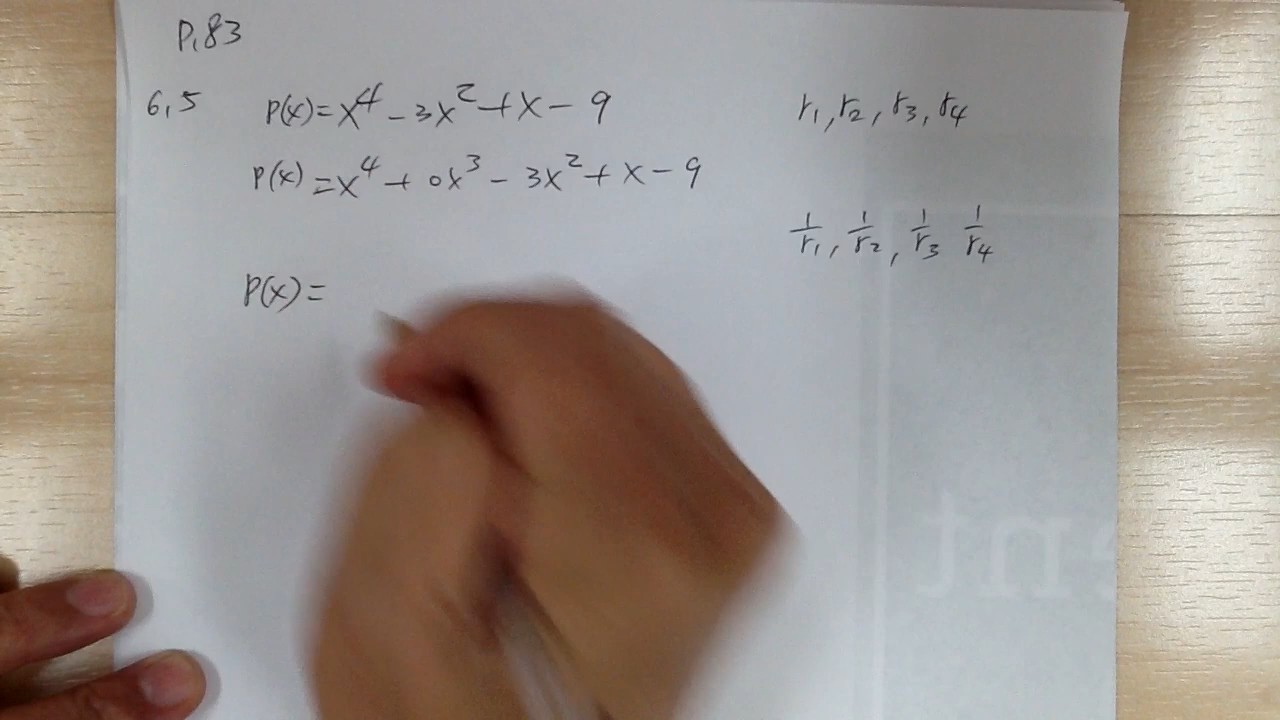 P.83
6.5 P(x)=x⁴-3x²+x-9 r₁, r₂, r₃, r₄
P(x)=x⁴+0x³-3x²+x-9
1/r₁, 1/r₂, 1/r₃ 1/r₄
P(x)=
nt